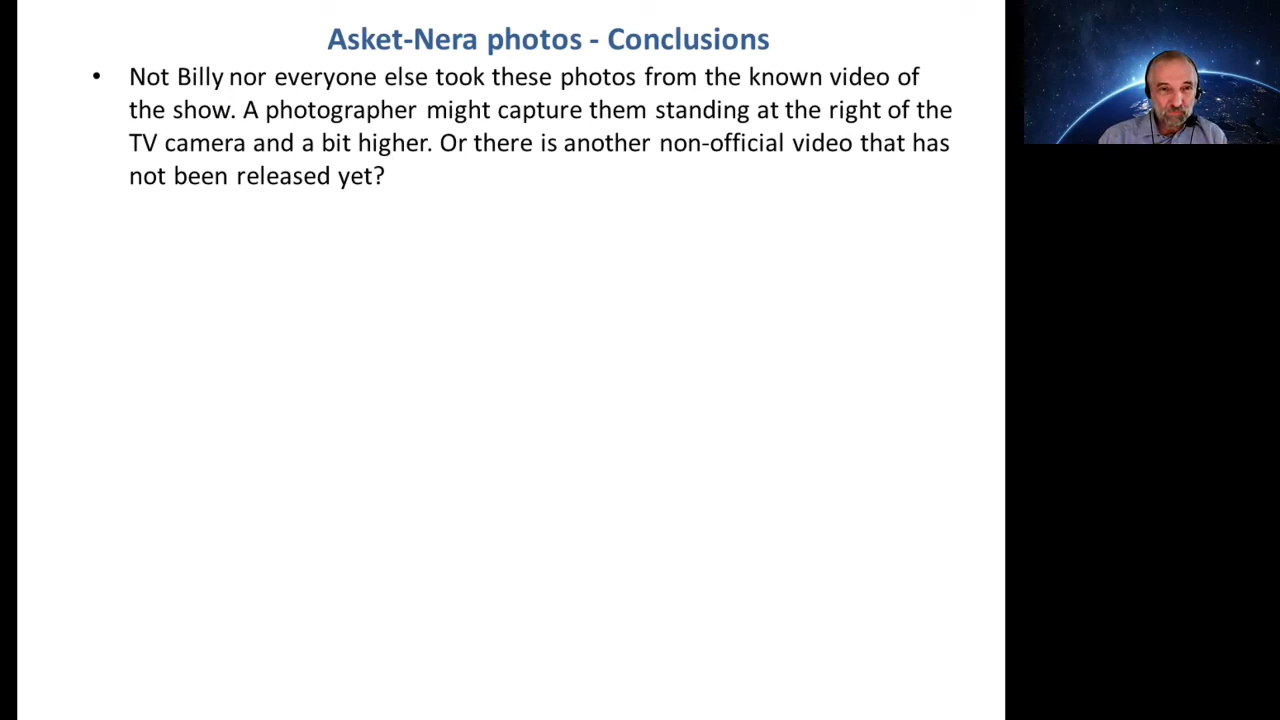 Asket-Nera photos - Conclusions
• Not Billy nor everyone else took these photos from the known video of
the show. A photographer might capture them standing at the right of the
TV camera and a bit higher. Or there is another non-official video that has
not been released yet?